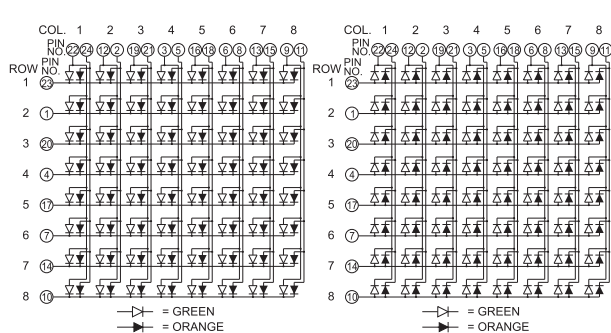 COL. 1 2 3 4 5 6 7 8
PIN NO. 22 24 12 2 19 21 3 5 16 18 6 8 13 15 9 11
ROW PIN NO.
1 23
2 1
3 20
4 4
5 17
6 7
7 14
8 10
= GREEN
= ORANGE
COL. 1 2 3 4 5 6 7 8
PIN NO. 22 24 12 2 19 21 3 5 16 18 6 8 13 15 9 11
ROW PIN NO.
1 23
2 1
3 20
4 4
5 17
6 7
7 14
8 10
= GREEN
= ORANGE